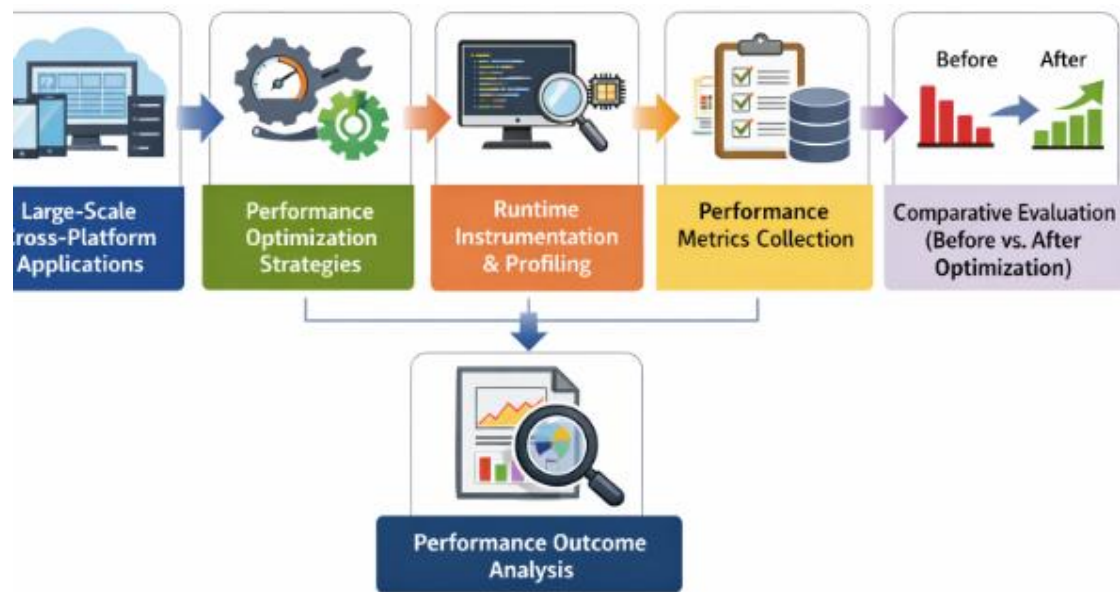 Large-Scale
Cross-Platform
Applications
Performance
Optimization
Strategies
Runtime
Instrumentation
& Profiling
Performance
Metrics Collection
Before
After
Comparative Evaluation
(Before vs. After
Optimization)
Performance Outcome
Analysis